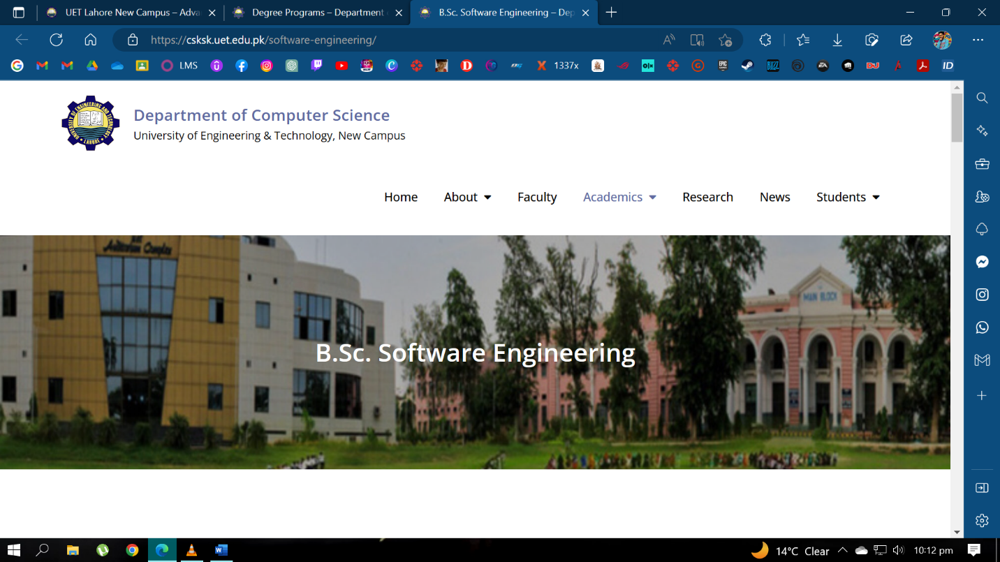 UET Lahore New Campus – Adva
Degree Programs – Department
B.Sc. Software Engineering – Dep
https://csksk.uet.edu.pk/software-engineering/
LMS
1337x
Department of Computer Science
University of Engineering & Technology, New Campus
Home About Faculty Academics Research News Students
MAIN BLOCK
B.Sc. Software Engineering
14°C Clear 10:12 pm